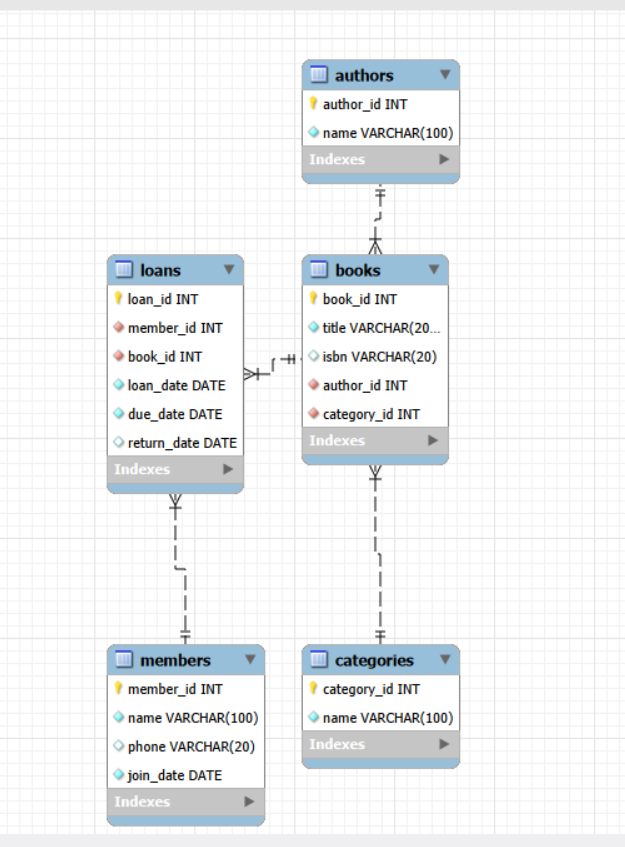 authors
author_id INT
name VARCHAR(100)
Indexes
loans
loan_id INT
member_id INT
book_id INT
loan_date DATE
due_date DATE
return_date DATE
Indexes
books
book_id INT
title VARCHAR(20...
isbn VARCHAR(20)
author_id INT
category_id INT
Indexes
members
member_id INT
name VARCHAR(100)
phone VARCHAR(20)
join_date DATE
Indexes
categories
category_id INT
name VARCHAR(100)
Indexes